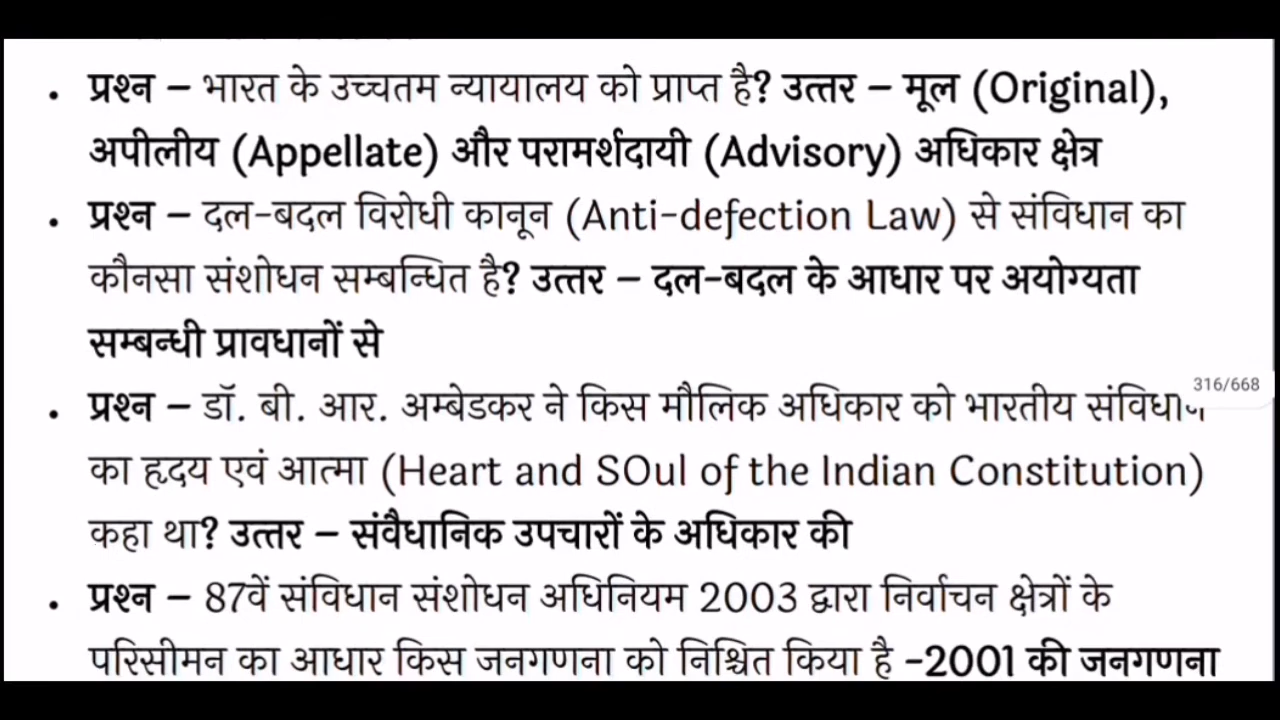 • प्रश्न – भारत के उच्चतम न्यायालय को प्राप्त है? उत्तर – मूल (Original),
अपीलीय (Appellate) और परामर्शदायी (Advisory) अधिकार क्षेत्र
• प्रश्न – दल-बदल विरोधी कानून (Anti-defection Law) से संविधान का
कौनसा संशोधन सम्बन्धित है? उत्तर – दल-बदल के आधार पर अयोग्यता
सम्बन्धी प्रावधानों से
316/668
• प्रश्न – डॉ. बी. आर. अम्बेडकर ने किस मौलिक अधिकार को भारतीय संविधान
का हृदय एवं आत्मा (Heart and SOul of the Indian Constitution)
कहा था? उत्तर – संवैधानिक उपचारों के अधिकार की
• प्रश्न – 87वें संविधान संशोधन अधिनियम 2003 द्वारा निर्वाचन क्षेत्रों के
परिसीमन का आधार किस जनगणना को निश्चित किया है -2001 की जनगणना